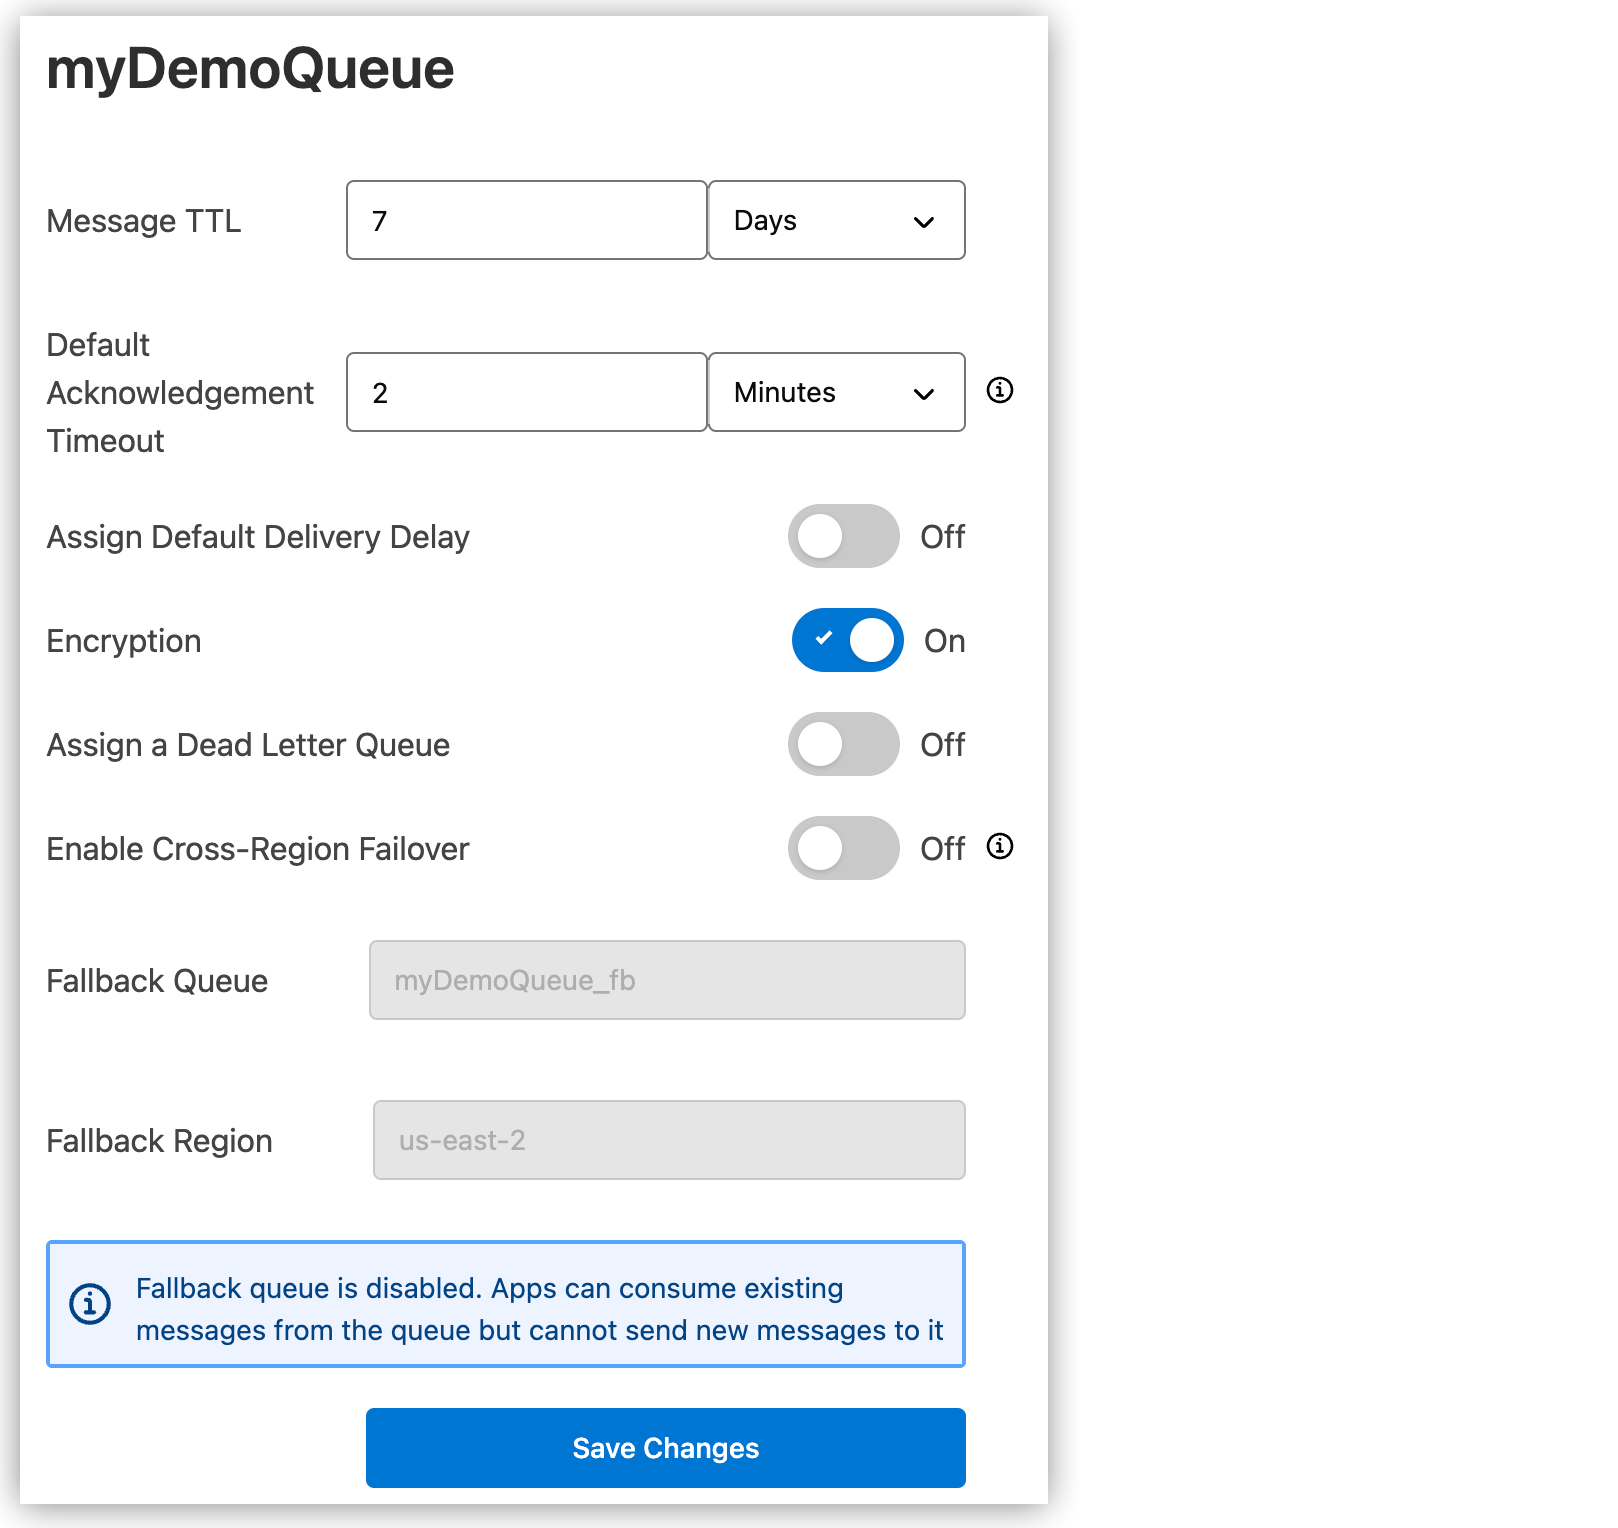 myDemoQueue
Message TTL
7
Days
Default
Acknowledgement
Timeout
2
Minutes
Assign Default Delivery Delay
Off
Encryption
On
Assign a Dead Letter Queue
Off
Enable Cross-Region Failover
Off
Fallback Queue
myDemoQueue_fb
Fallback Region
us-east-2
Fallback queue is disabled. Apps can consume existing
messages from the queue but cannot send new messages to it
Save Changes